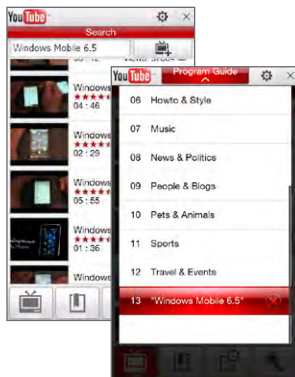 YouTube
Search
Windows Mobile 6.5
Windows
04 : 46
Windows
02 : 29
Windows
05 : 55
Windows
01 : 36
Windows
YouTube
Program Guide
06 Howto & Style
07 Music
08 News & Politics
09 People & Blogs
10 Pets & Animals
11 Sports
12 Travel & Events
13 "Windows Mobile 6.5"